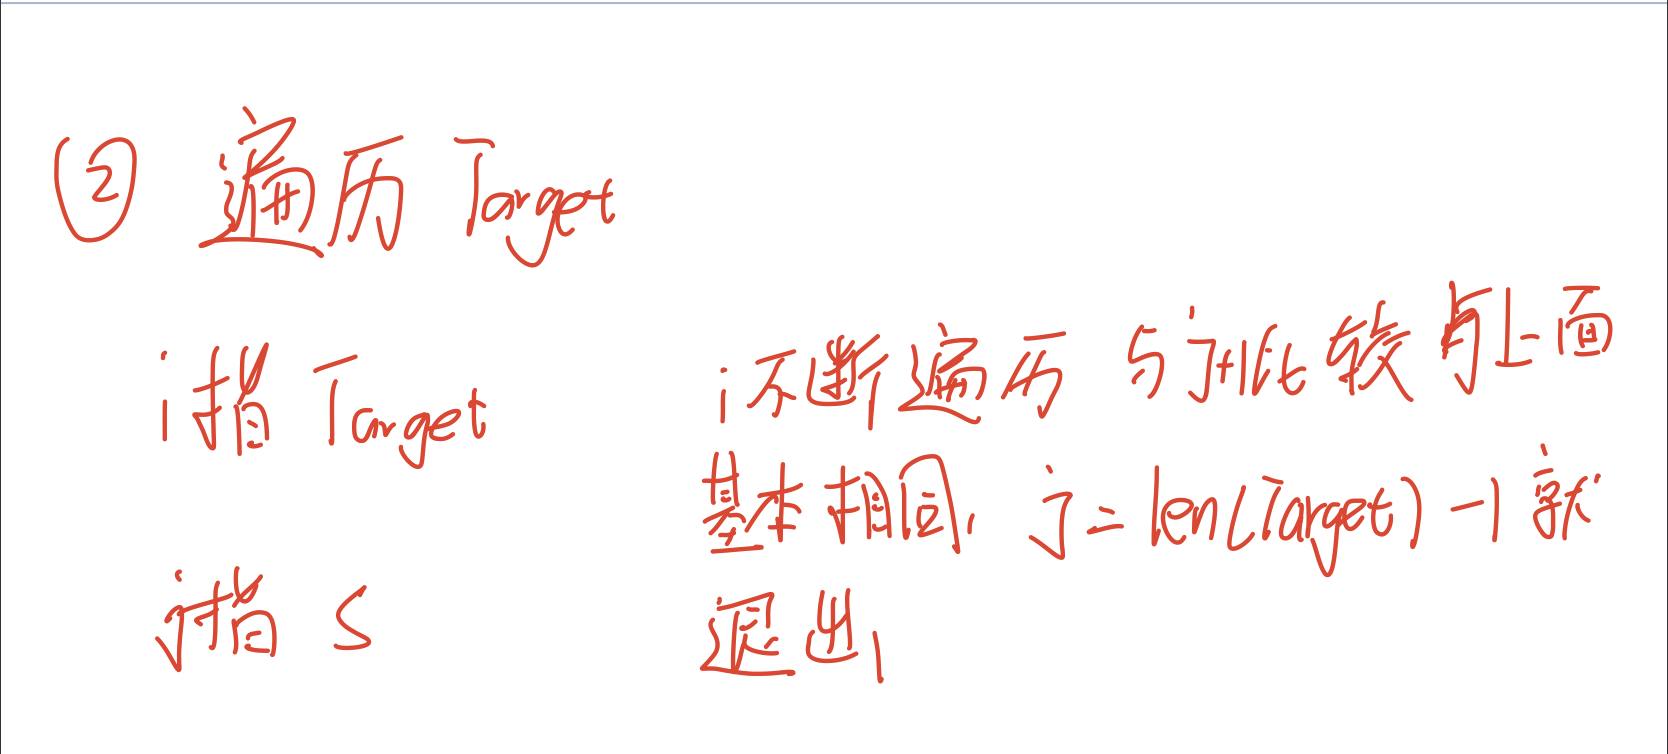 ② 遍历 Target
i指 Target
j指 s
i不断遍历 与j+1比较 与上面
基本相同, j=len(Target)-1 就
退出,